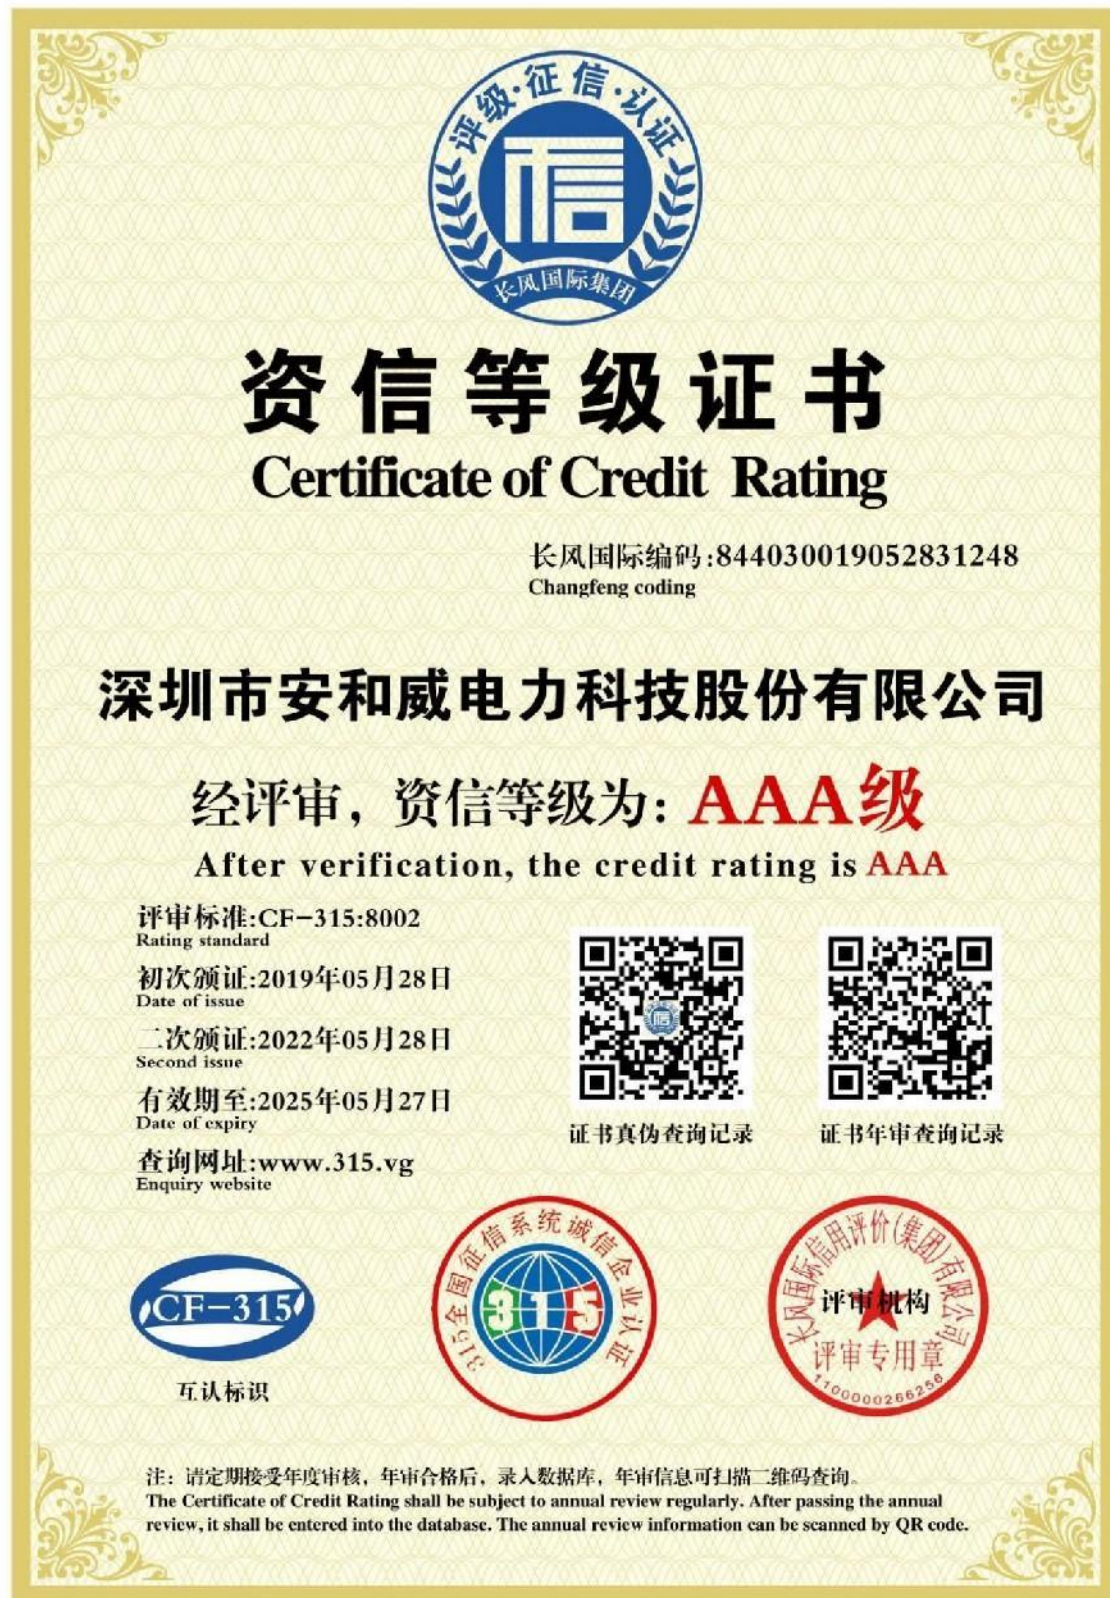 评级·征信·认证
信
长风国际集团
资信等级证书
Certificate of Credit Rating
长风国际编码:844030019052831248
Changfeng coding
深圳市安和威电力科技股份有限公司
经评审，资信等级为：AAA级
After verification, the credit rating is AAA
评审标准:CF-315:8002
Rating standard
初次颁证:2019年05月28日
Date of issue
二次颁证:2022年05月28日
Second issue
有效期至:2025年05月27日
Date of expiry
查询网址:www.315.vg
Enquiry website
信
证书真伪查询记录
证书年审查询记录
CF-315
互认标识
315全国征信系统诚信企业认证
315
长风国际信用评价(集团)有限公司
评审机构
评审专用章
1100000266256
注：请定期接受年度审核，年审合格后，录入数据库，年审信息可扫描二维码查询。
The Certificate of Credit Rating shall be subject to annual review regularly. After passing the annual
review, it shall be entered into the database. The annual review information can be scanned by QR code.